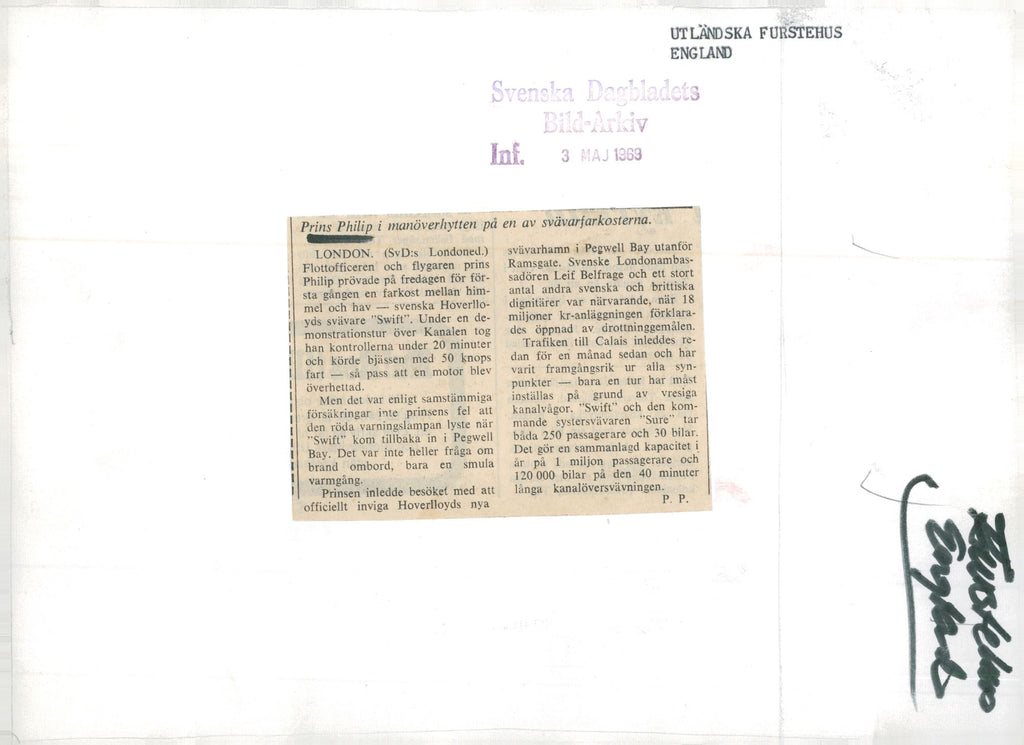 UTLÄNDSKA FURSTEHUS
ENGLAND
Svenska Dagbladets
Bild-Arkiv
Inf. 3 MAJ 1969
Prins Philip i manöverhytten på en av svävarfarkosterna.
LONDON. (SvD:s Londoned.)
Flottofficeren och flygaren prins
Philip prövade på fredagen för för-
sta gången en farkost mellan him-
mel och hav — svenska Hoverllo-
yds svävare "Swift". Under en de-
monstrationstur över Kanalen tog
han kontrollerna under 20 minuter
och körde bjässen med 50 knops
fart — så pass att en motor blev
överhettad.
Men det var enligt samstämmiga
försäkringar inte prinsens fel att
den röda varningslampan lyste när
"Swift" kom tillbaka in i Pegwell
Bay. Det var inte heller fråga om
brand ombord, bara en smula
varmgång.
Prinsen inledde besöket med att
officiellt inviga Hoverlloyds nya
svävarhamn i Pegwell Bay utanför
Ramsgate. Svenske Londonambas-
sadören Leif Belfrage och ett stort
antal andra svenska och brittiska
dignitärer var närvarande, när 18
miljoner kr-anläggningen förklara-
des öppnad av drottninggemålen.
Trafiken till Calais inleddes re-
dan för en månad sedan och har
varit framgångsrik ur alla syn-
punkter — bara en tur har måst
inställas på grund av vresiga
kanalvågor. "Swift" och den kom-
mande systersvävaren "Sure" tar
båda 250 passagerare och 30 bilar.
Det gör en sammanlagd kapacitet i
år på 1 miljon passagerare och
120 000 bilar på den 40 minuter
långa kanalöversvävningen.
P. P.
Furstehus
England